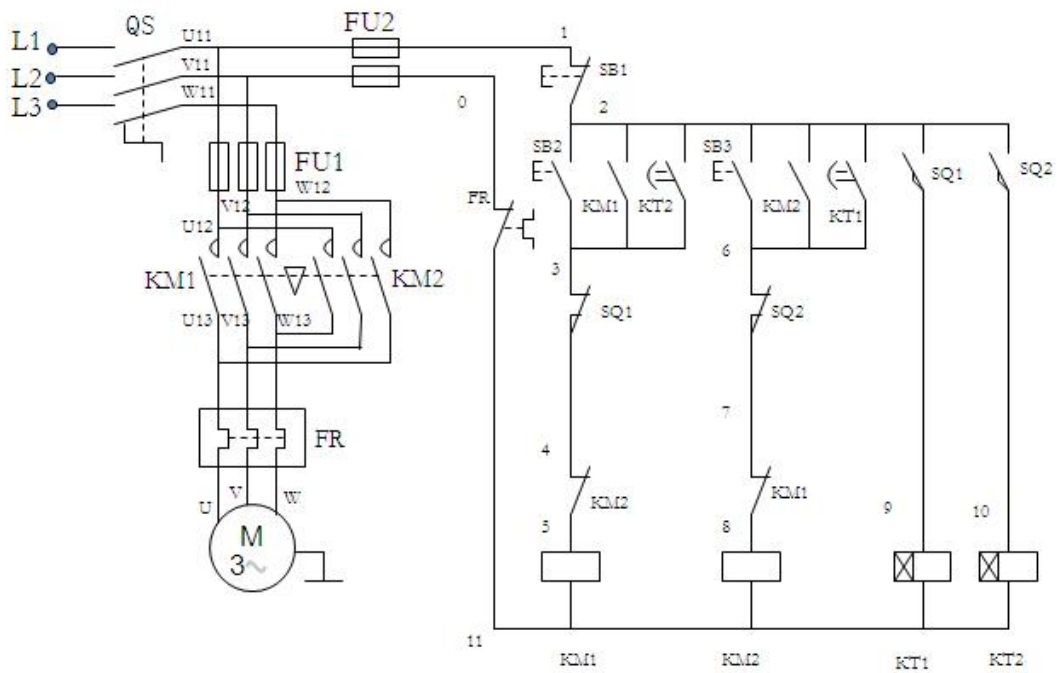 QS
FU2
L1
U11
1
L2
V11
SB1
L3
W11
0
2
FU1
SB2
SB3
W12
SQ1
SQ2
V12
FR
KM1
KT2
KM2
KT1
U12
KM1
KM2
3
6
U13
V13
W13
SQ1
SQ2
7
FR
4
U
V
W
KM2
KM1
5
8
9
10
M
3~
11
KM1
KM2
KT1
KT2